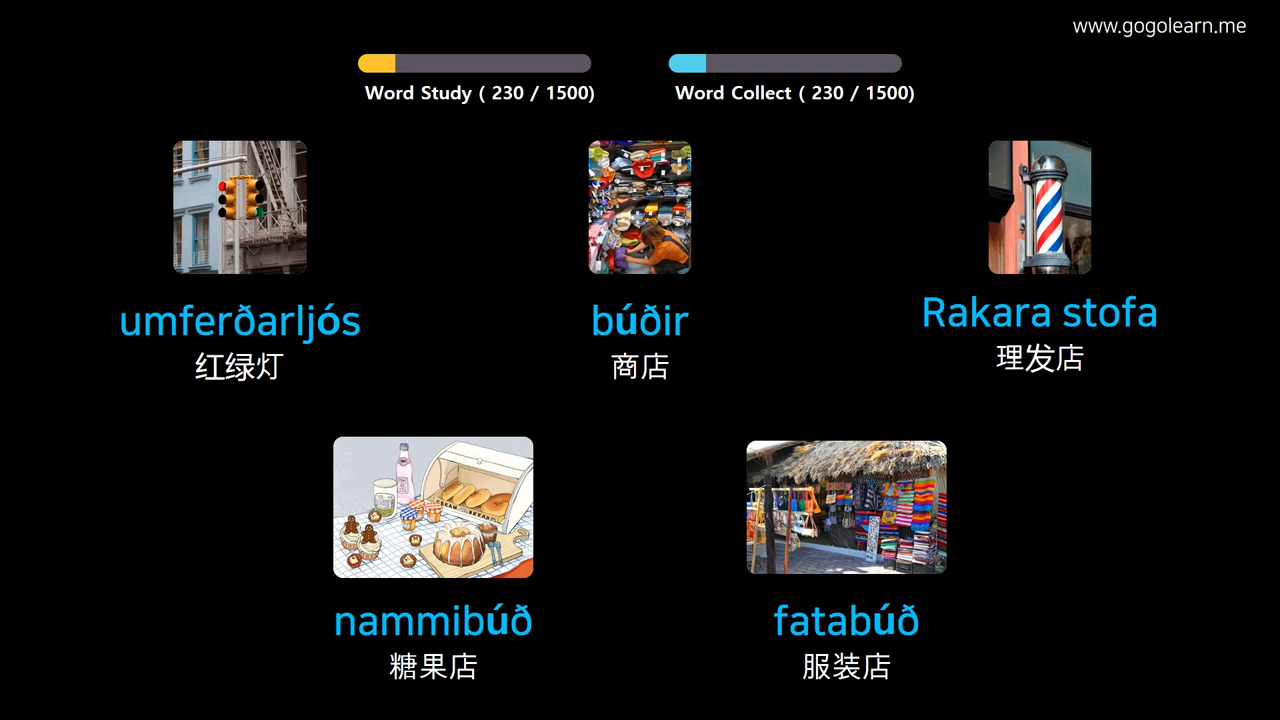 www.gogolearn.me
Word Study ( 230 / 1500)
Word Collect ( 230 / 1500)
umferðarljós
红绿灯
búðir
商店
Rakara stofa
理发店
nammibúð
糖果店
fatabúð
服装店